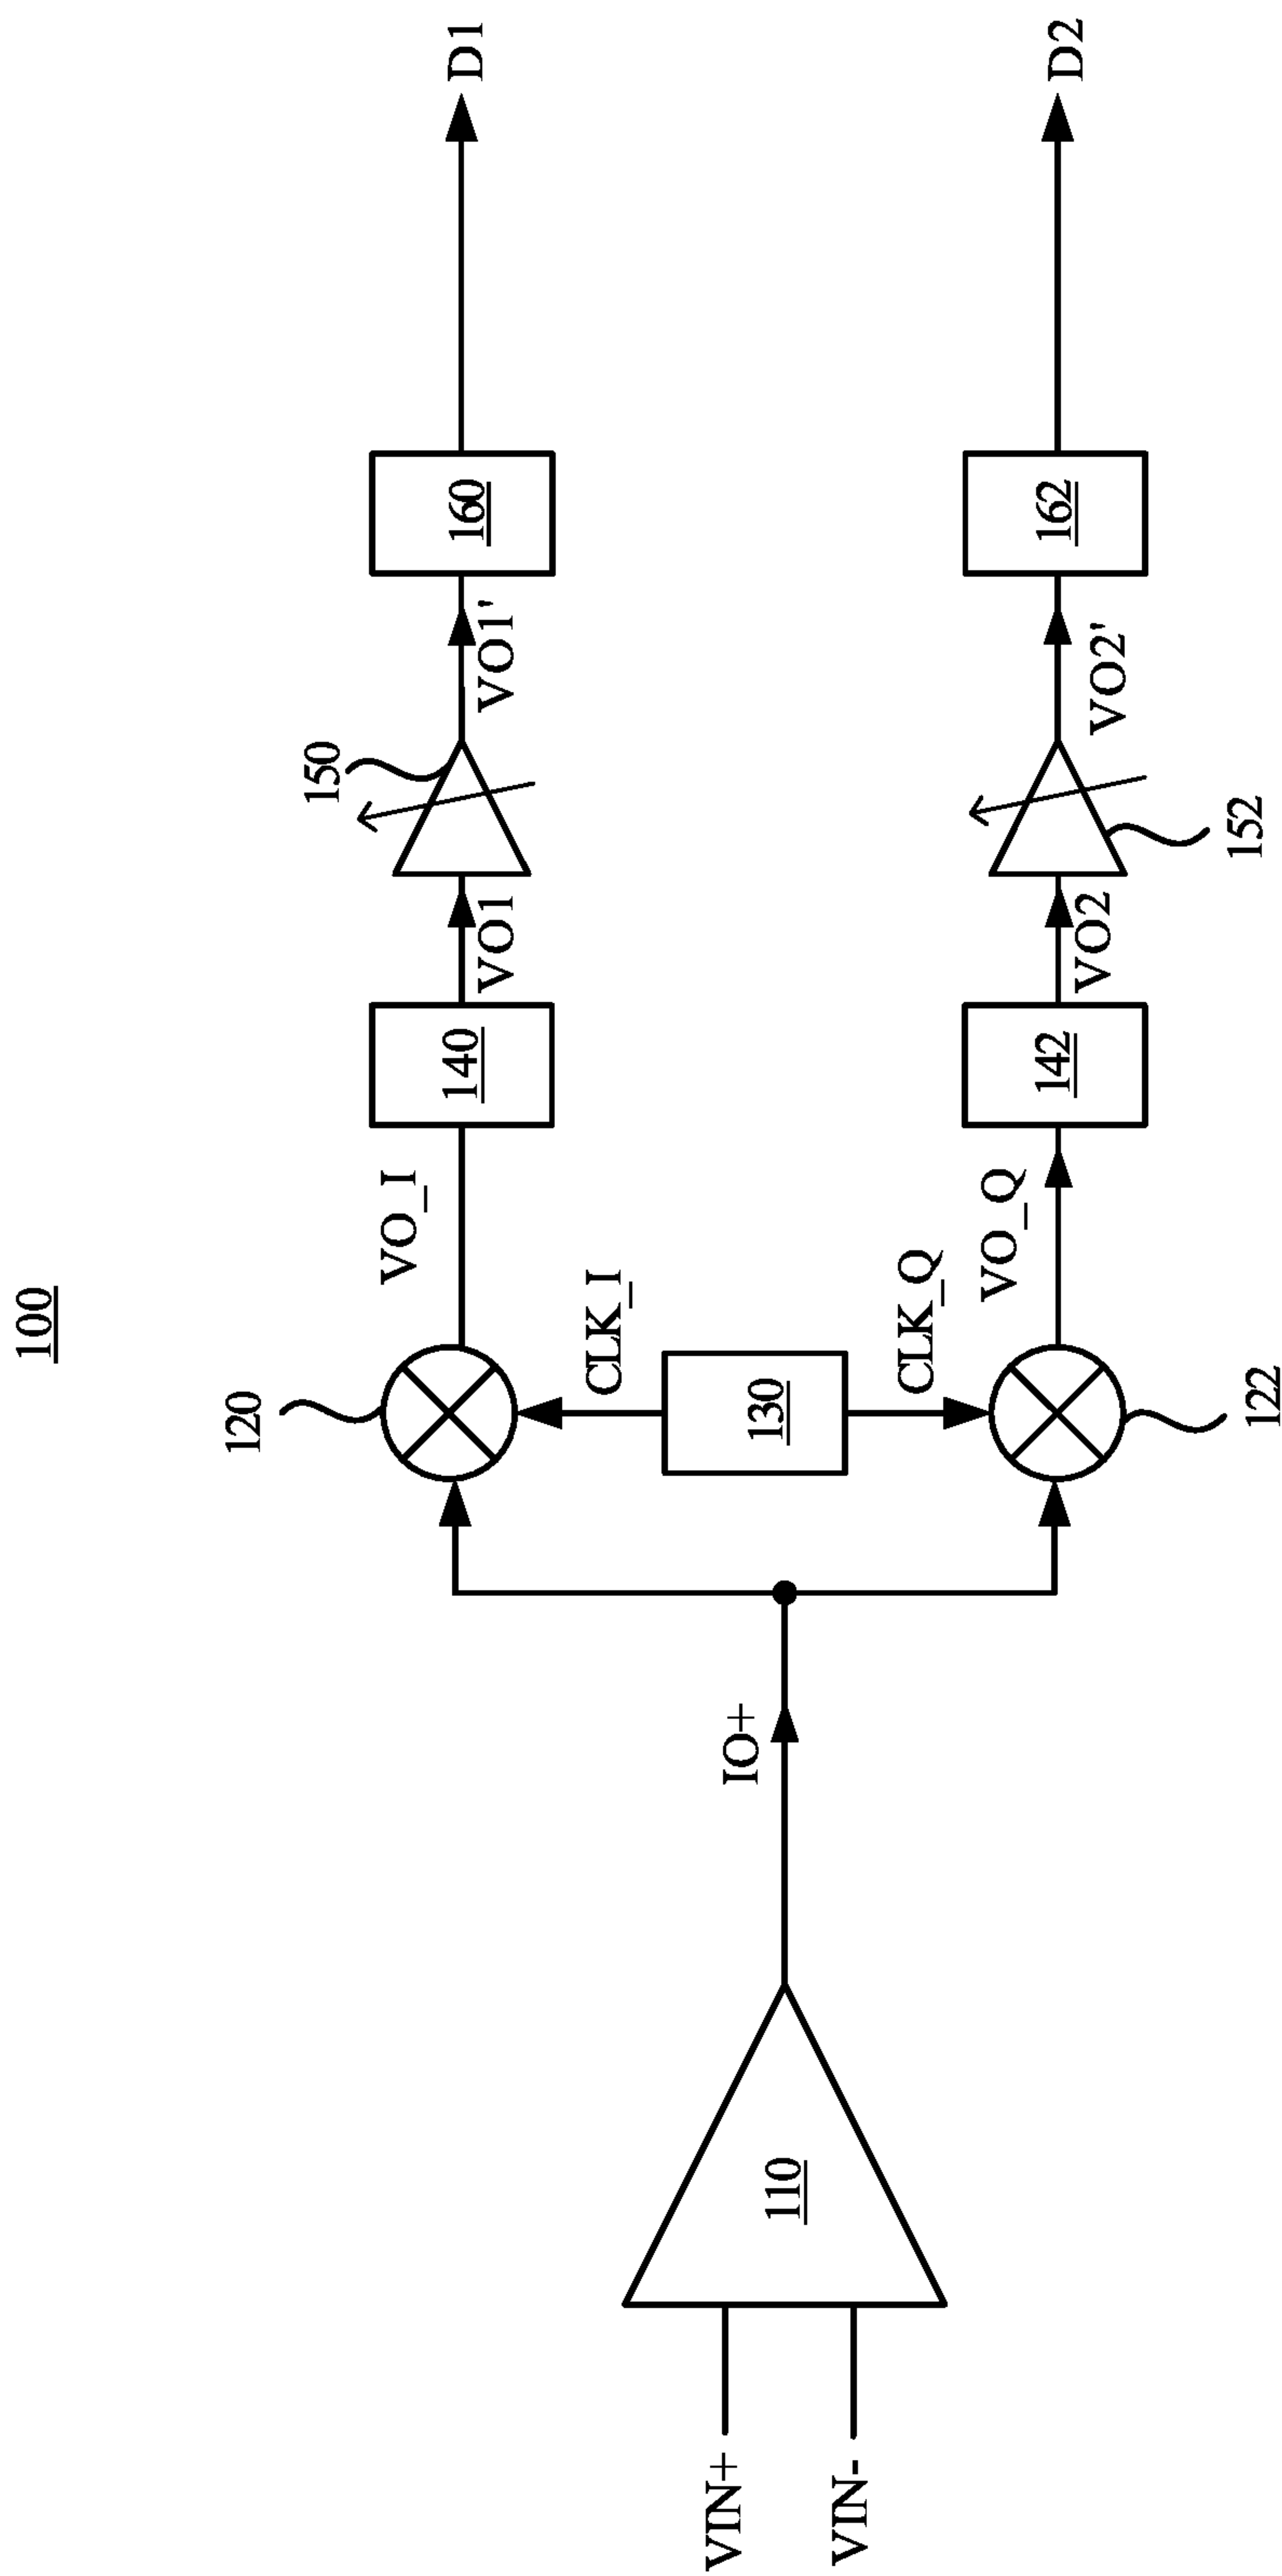 100
120
VO_I
140
VO1
150
VO1'
160
D1
CLK_I
130
CLK_Q
VIN+
VIN-
110
IO+
122
VO_Q
142
VO2
152
VO2'
162
D2